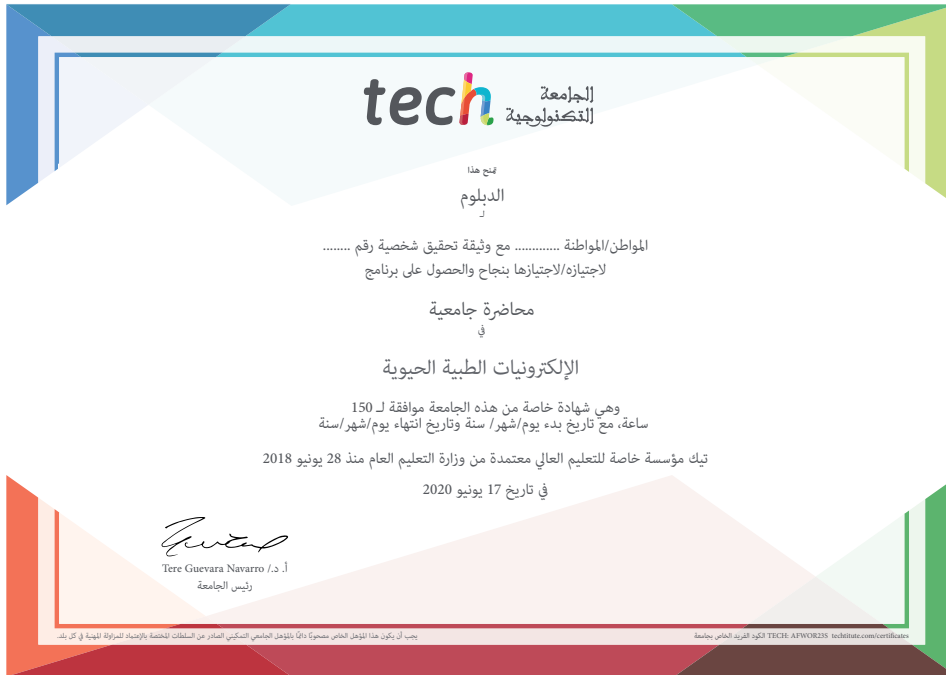 tech الجامعة
التكنولوجية
تمنح هذا
الدبلوم
لـ
المواطن/المواطنة ............ مع وثيقة تحقيق شخصية رقم ........
لاجتيازه/لاجتيازها بنجاح والحصول على برنامج
محاضرة جامعية
في
الإلكترونيات الطبية الحيوية
وهي شهادة خاصة من هذه الجامعة موافقة لـ 150
ساعة، مع تاريخ بدء يوم/شهر/ سنة وتاريخ انتهاء يوم/شهر/سنة
تيك مؤسسة خاصة للتعليم العالي معتمدة من وزارة التعليم العام منذ 28 يونيو 2018
في تاريخ 17 يونيو 2020
أ. د./ Tere Guevara Navarro
رئيس الجامعة
يجب أن يكون هذا المؤهل الخاص مصحوبًا دائمًا بالمؤهل الجامعي التمكيني الصادر عن السلطات المختصة بالإعتماد للمزاولة المهنية في كل بلد.
الكود الفريد الخاص بجامعة TECH: AFWOR23S techtitute.com/certificates